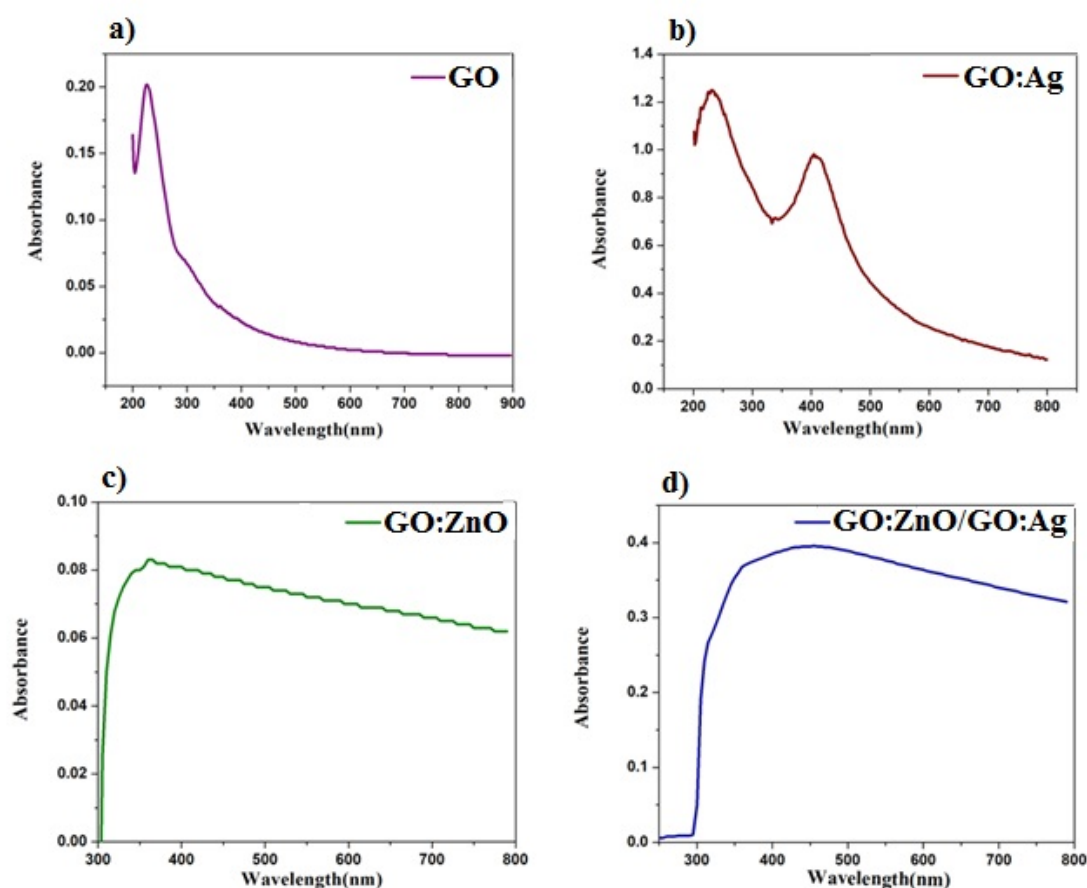 a)
GO
0.20
0.15
0.10
0.05
0.00
Absorbance
200 300 400 500 600 700 800 900
Wavelength(nm)
b)
GO:Ag
1.4
1.2
1.0
0.8
0.6
0.4
0.2
0.0
Absorbance
200 300 400 500 600 700 800
Wavelength(nm)
c)
GO:ZnO
0.10
0.08
0.06
0.04
0.02
0.00
Absorbance
300 400 500 600 700 800
Wavelength(nm)
d)
GO:ZnO/GO:Ag
0.4
0.3
0.2
0.1
0.0
Absorbance
300 400 500 600 700 800
Wavelength(nm)